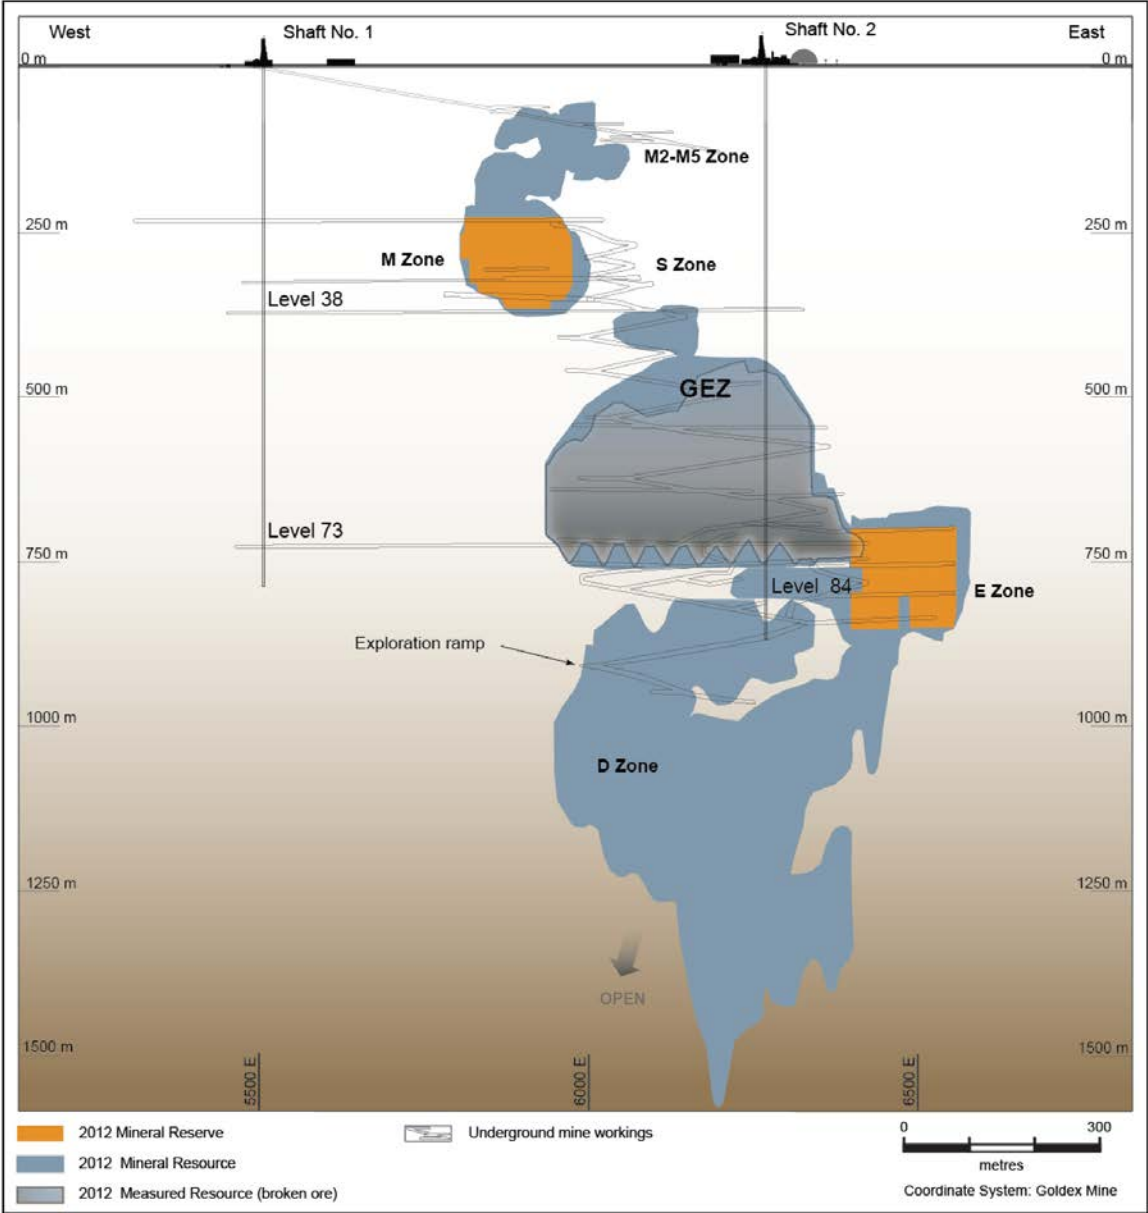 West
Shaft No. 1
Shaft No. 2
East
0 m
0 m
M2-M5 Zone
250 m
250 m
M Zone
S Zone
Level 38
500 m
GEZ
500 m
Level 73
750 m
750 m
Level 84
E Zone
Exploration ramp
1000 m
1000 m
D Zone
1250 m
1250 m
OPEN
1500 m
1500 m
5500 E
6000 E
6500 E
2012 Mineral Reserve
Underground mine workings
0
300
2012 Mineral Resource
metres
2012 Measured Resource (broken ore)
Coordinate System: Goldex Mine